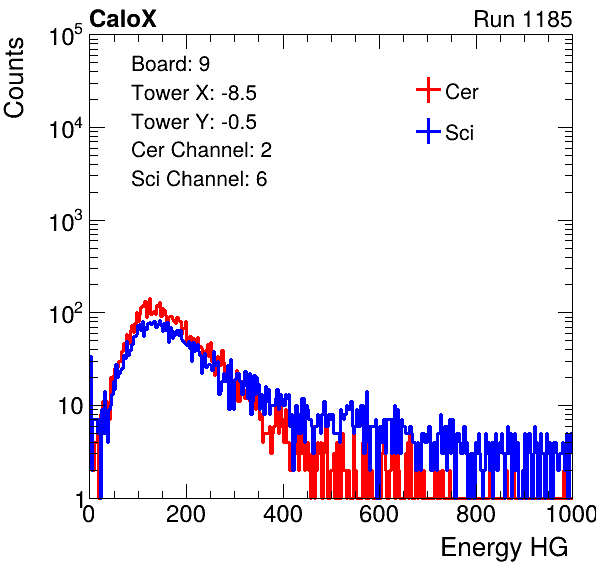 CaloX Run 1185
Counts
10^5
10^4
10^3
10^2
10
1
Board: 9
Tower X: -8.5
Tower Y: -0.5
Cer Channel: 2
Sci Channel: 6
Cer
Sci
0 200 400 600 800 1000
Energy HG